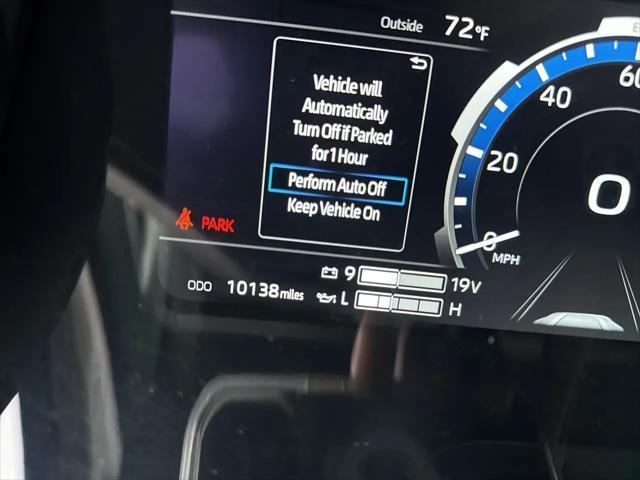 Outside 72°F
Vehicle will
Automatically
Turn Off if Parked
for 1 Hour
Perform Auto Off
Keep Vehicle On
60
40
20
0
MPH
0
PARK
9 19V
ODO 10138 miles
L H